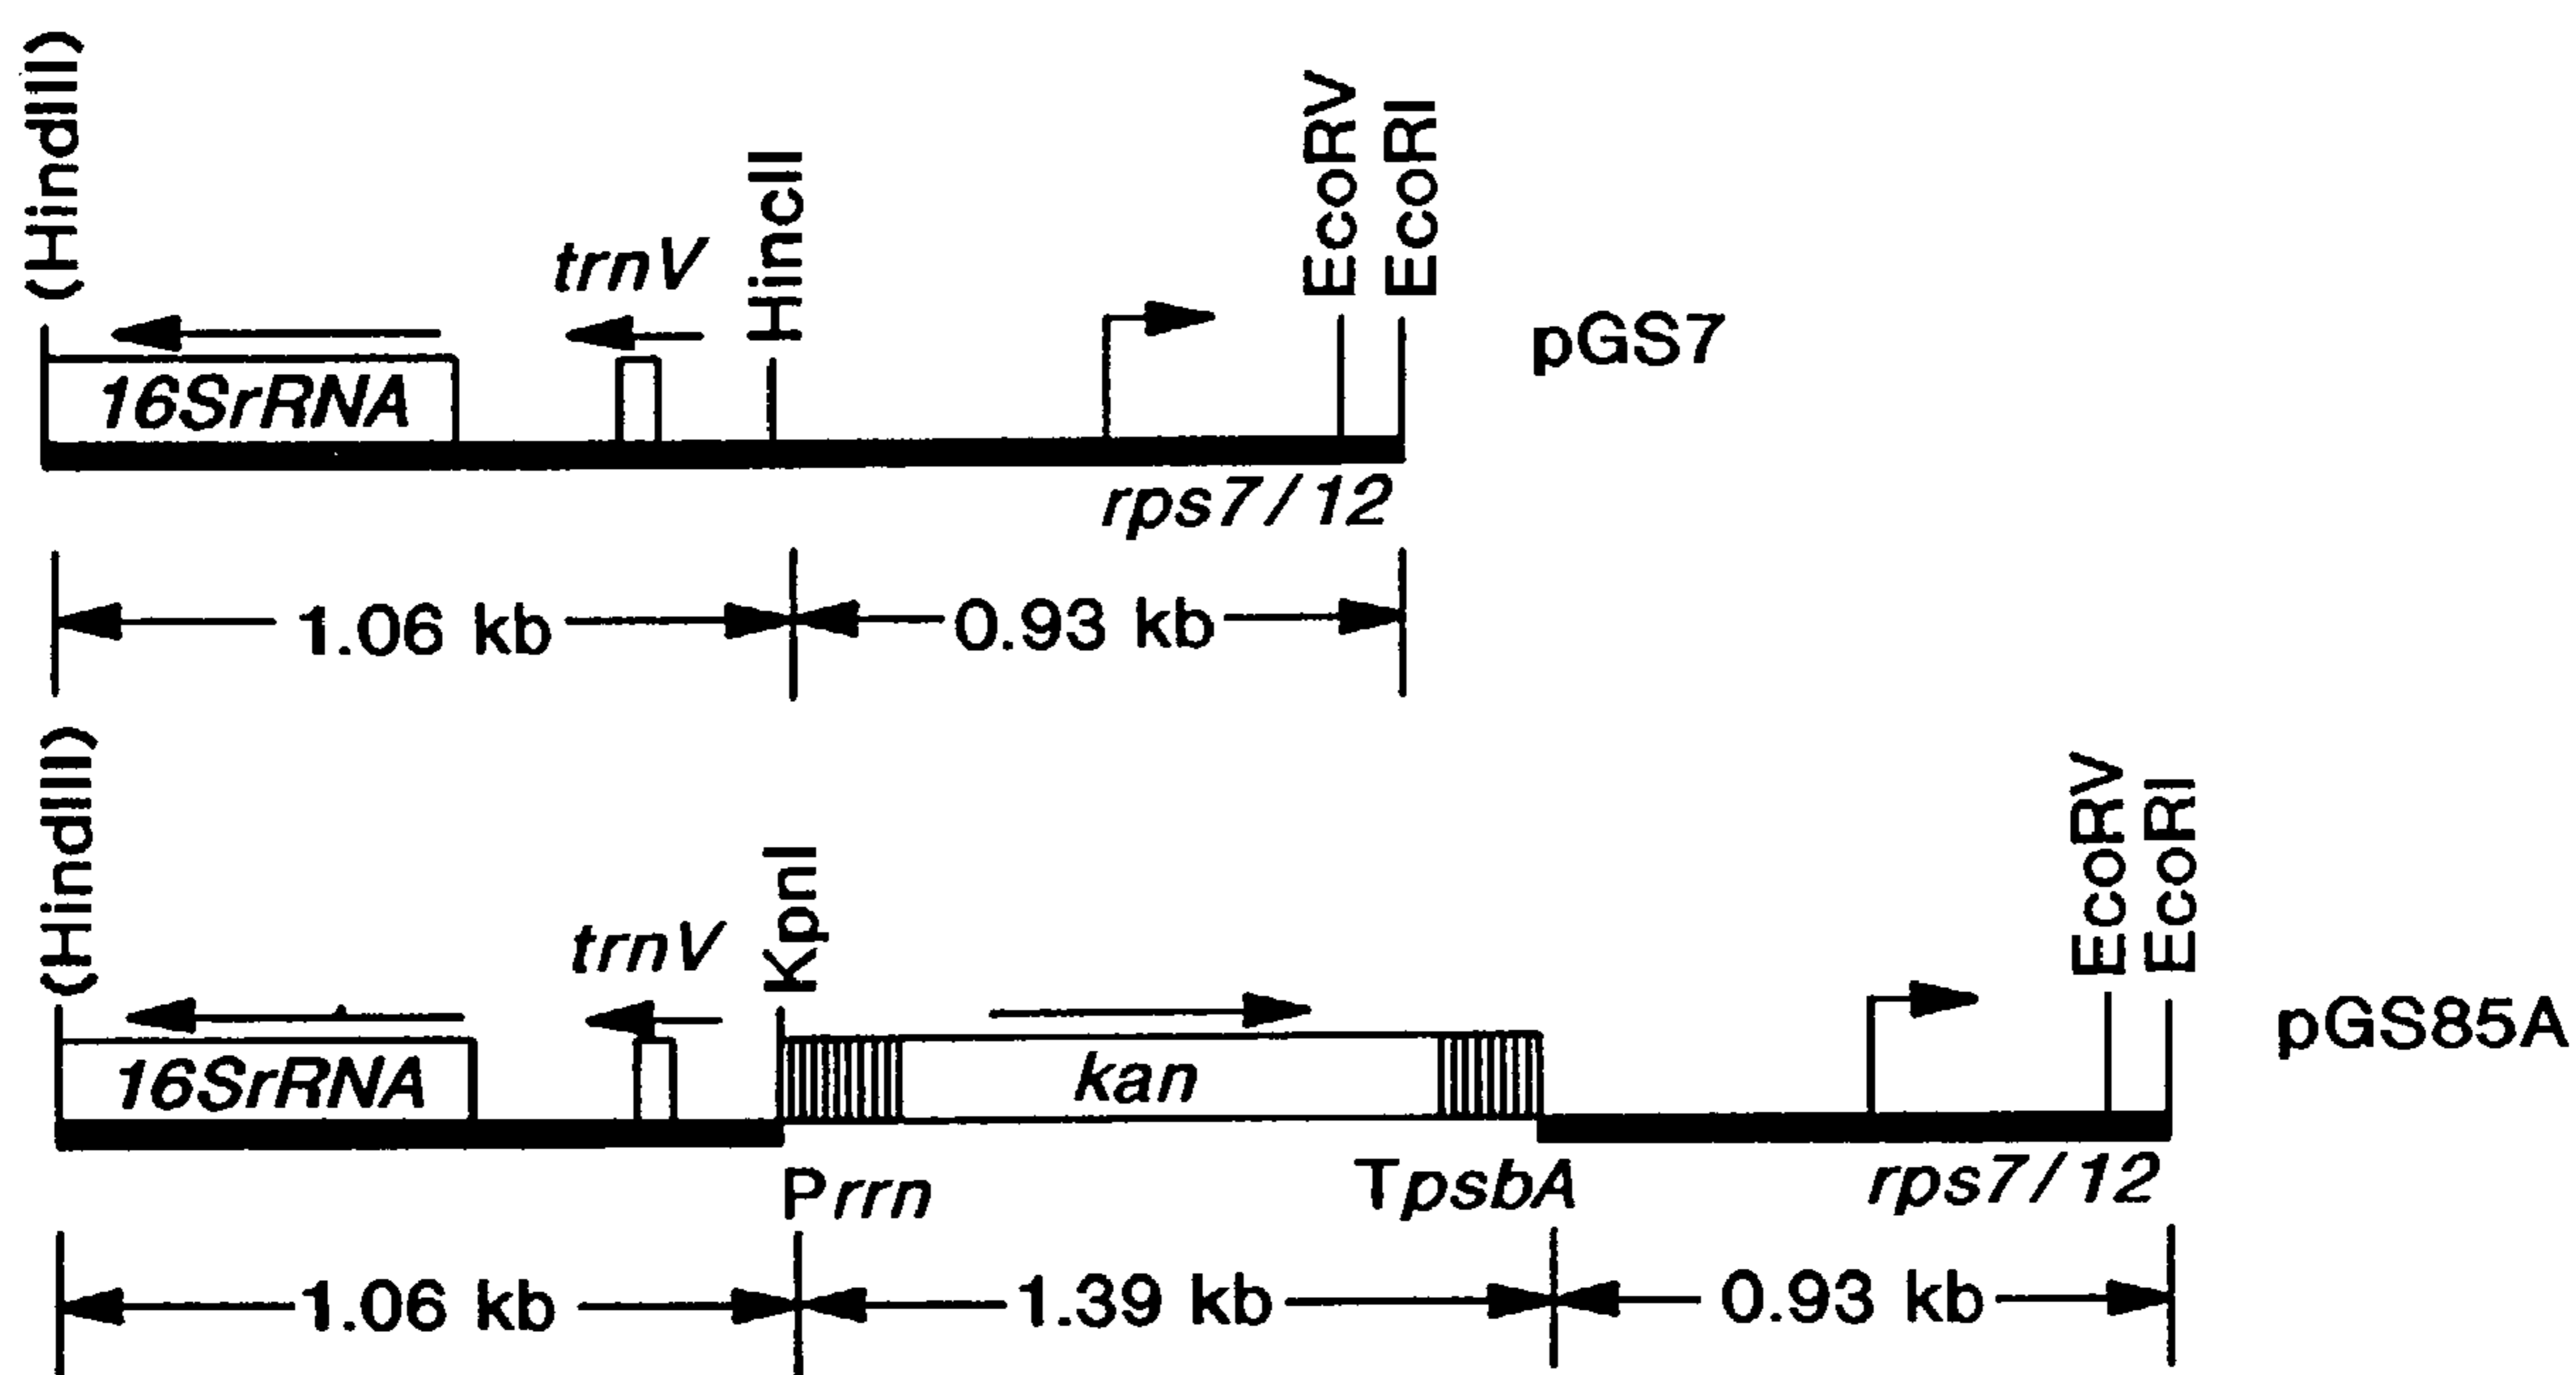 (HindIII)
trnV
HincII
EcoRV
EcoRI
pGS7
16SrRNA
rps7/12
1.06 kb
0.93 kb
(HindIII)
trnV
KpnI
EcoRV
EcoRI
pGS85A
16SrRNA
kan
Prrn
TpsbA
rps7/12
1.06 kb
1.39 kb
0.93 kb